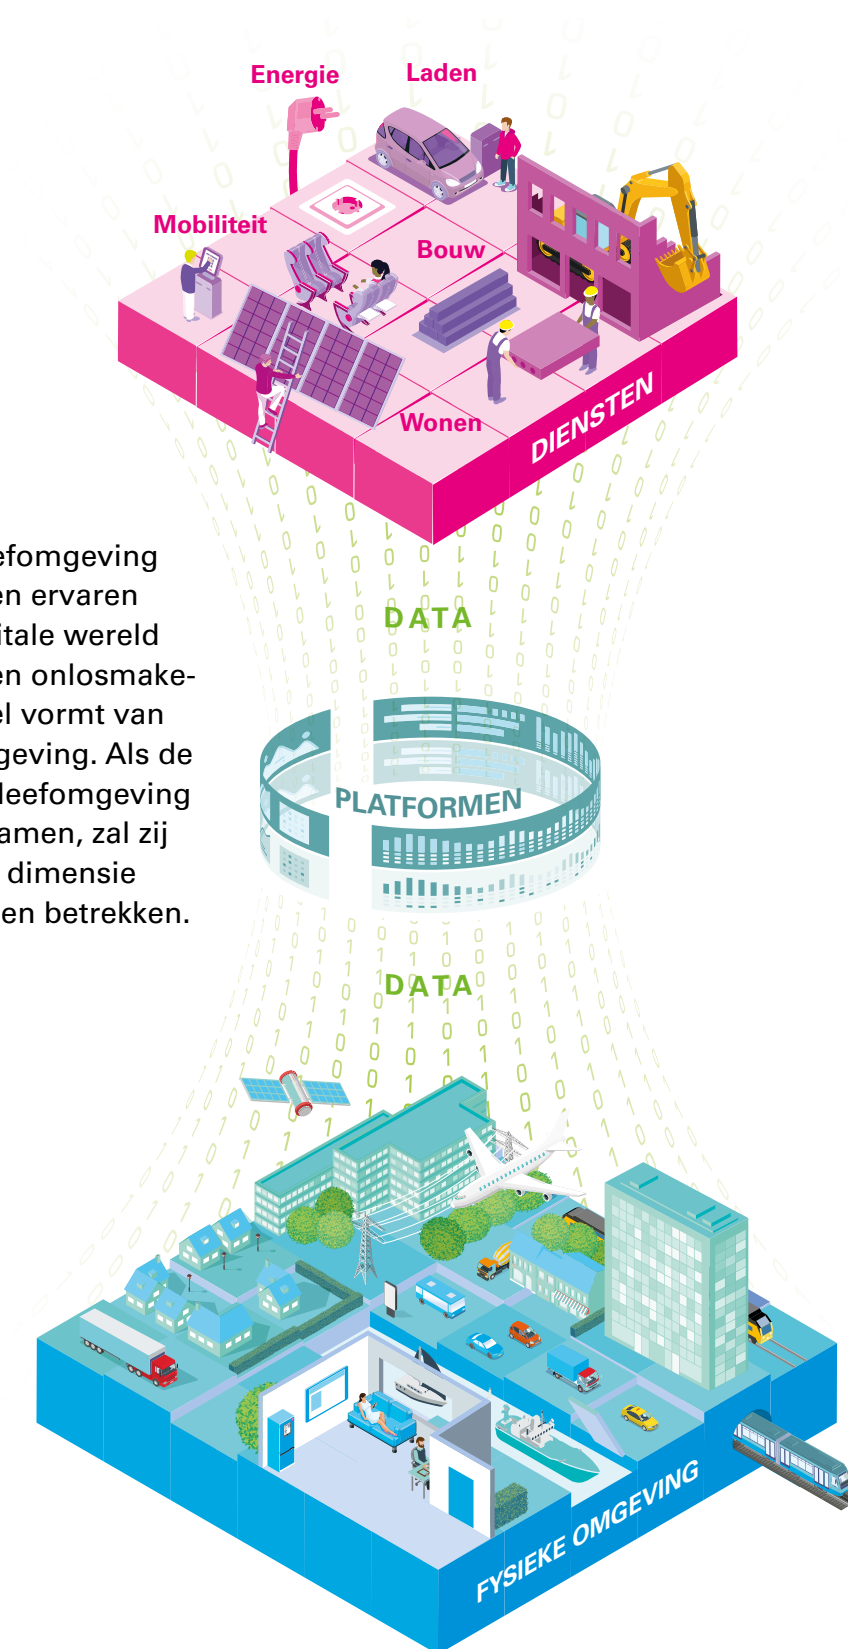 Energie
Laden
Mobiliteit
Bouw
Wonen
DIENSTEN
efomgeving
en ervaren
itale wereld
en onlosmake-
el vormt van
geving. Als de
leefomgeving
amen, zal zij
dimensie
en betrekken.
DATA
PLATFORMEN
DATA
FYSIEKE OMGEVING